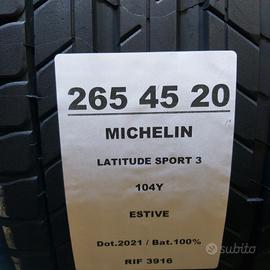 265 45 20
MICHELIN
LATITUDE SPORT 3
104Y
ESTIVE
Dot.2021 / Bat.100%
RIF 3916
subito